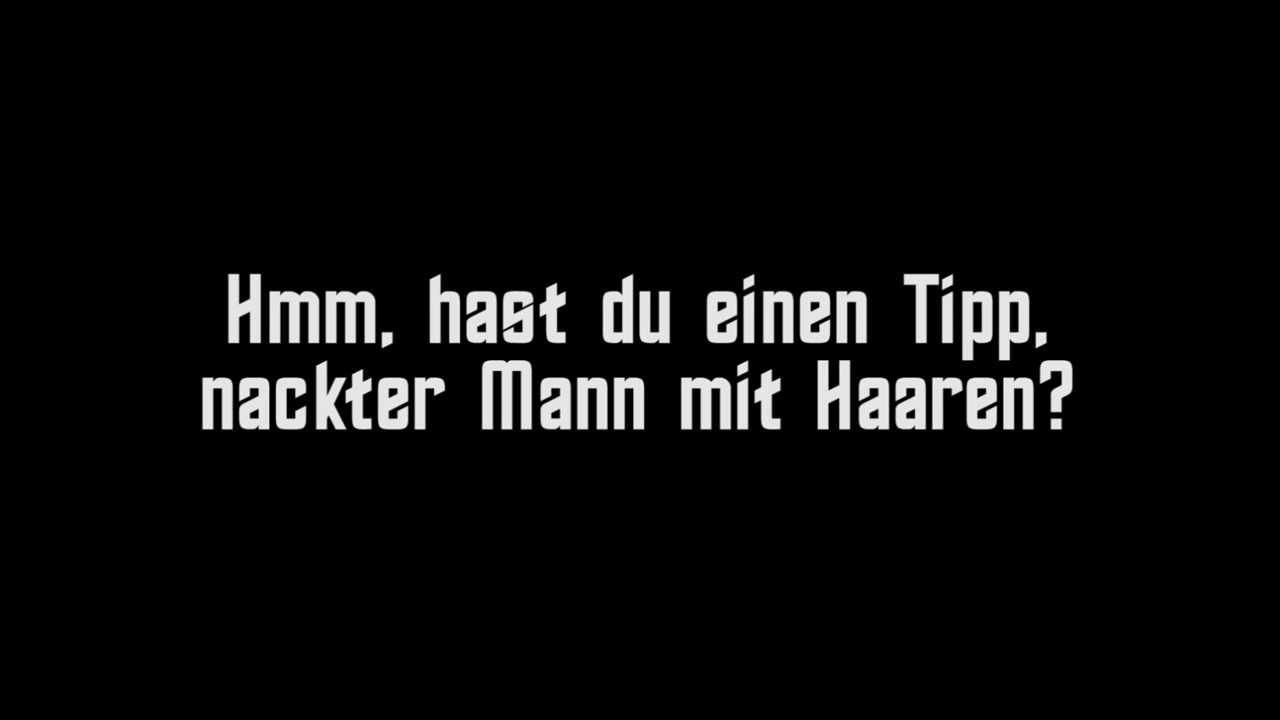 Hmm, hast du einen Tipp,
nackter Mann mit Haaren?